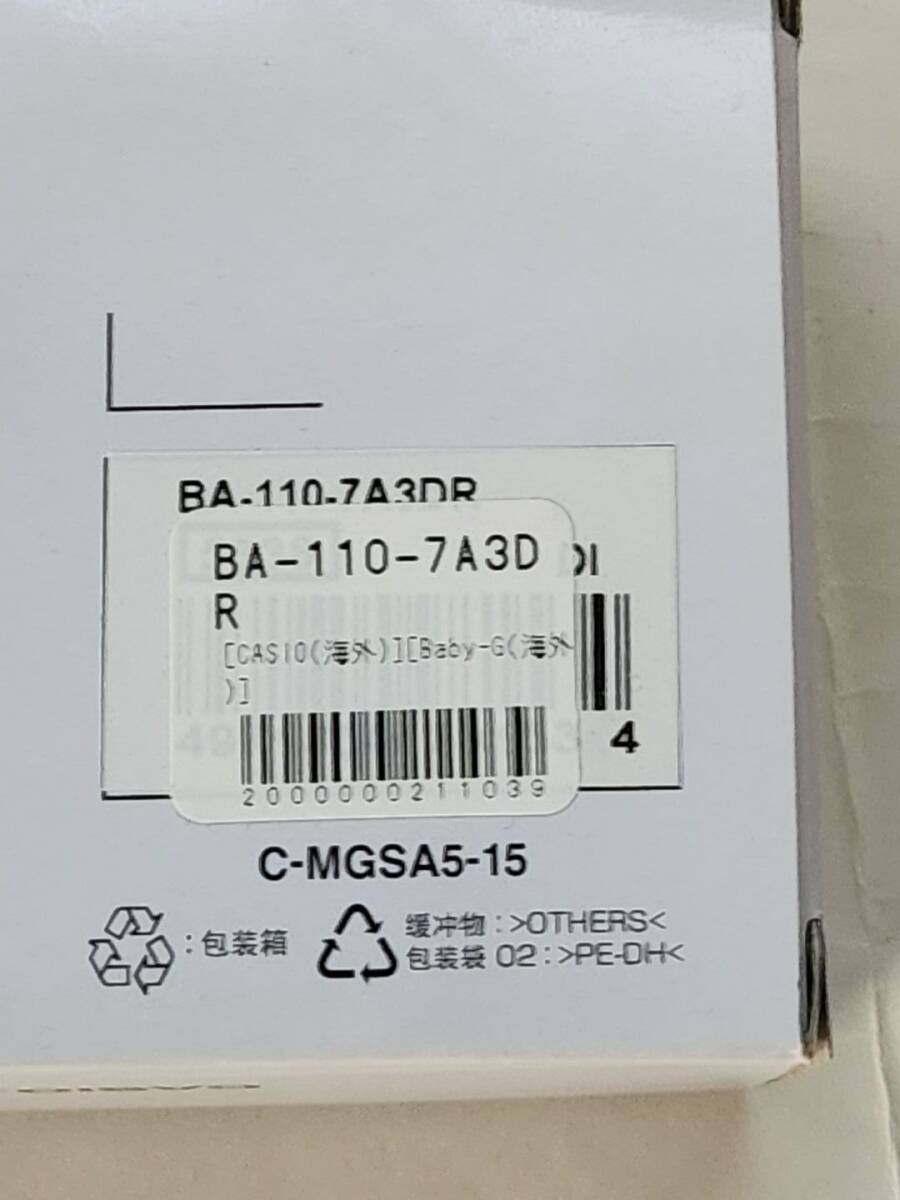 BA-110-7A3DR
BA-110-7A3D
R
[CASIO(海外)][Baby-G(海外
)]
2000000211039
4
C-MGSA5-15
:包装箱
缓冲物:>OTHERS<
包装袋 02:>PE-DH<